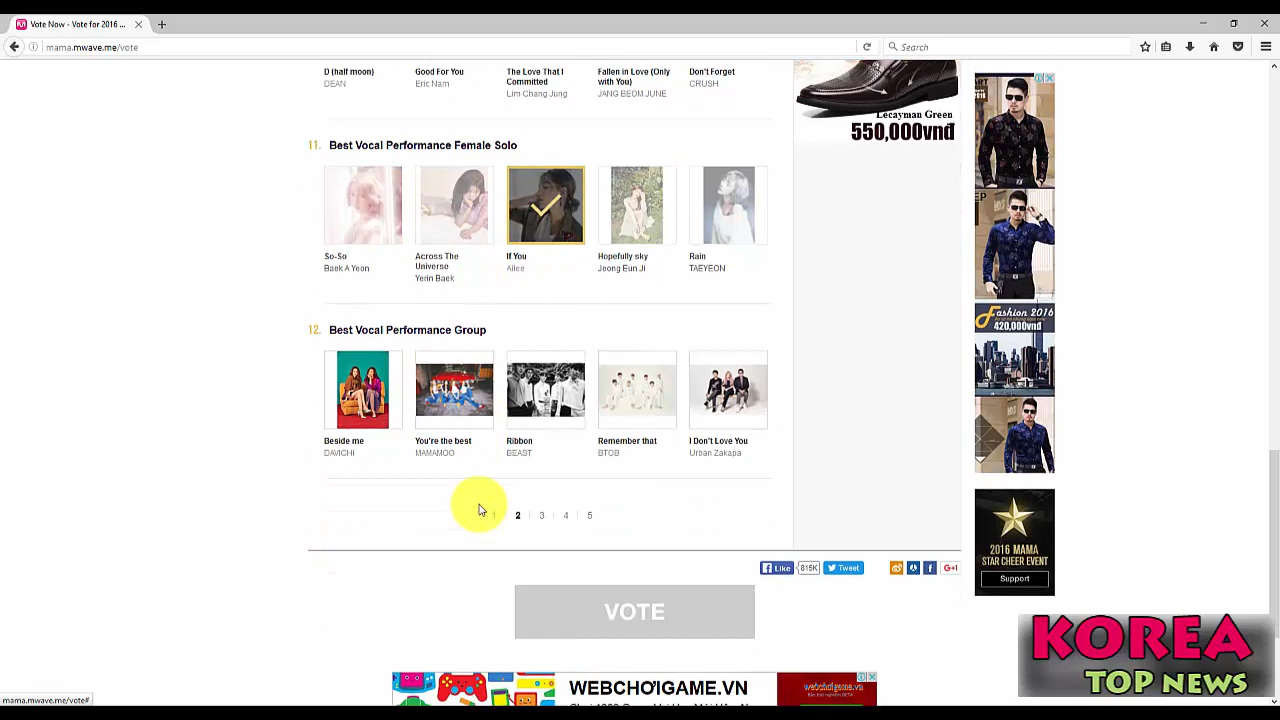 Vote Now - Vote for 2016 ...
mama.mwave.me/vote
Search
D (half moon)
DEAN
Good For You
Eric Nam
The Love That I
Committed
Lim Chang Jung
Fallen in Love (Only
with You)
JANG BEOM JUNE
Don't Forget
CRUSH
Lecayman Green
550,000vnđ
11. Best Vocal Performance Female Solo
So-So
Baek A Yeon
Across The
Universe
Yerin Baek
If You
Ailee
Hopefully sky
Jeong Eun Ji
Rain
TAEYEON
12. Best Vocal Performance Group
Beside me
DAVICHI
You're the best
MAMAMOO
Ribbon
BEAST
Remember that
BTOB
I Don't Love You
Urban Zakapa
1 2 3 4 5
Like 815K Tweet
VOTE
Fashion 2016
420,000vnđ
2016 MAMA
STAR CHEER EVENT
Support
WEBCHƠIGAME.VN
webchơigame.vn
mama.mwave.me/vote#
KOREA
TOP NEWS